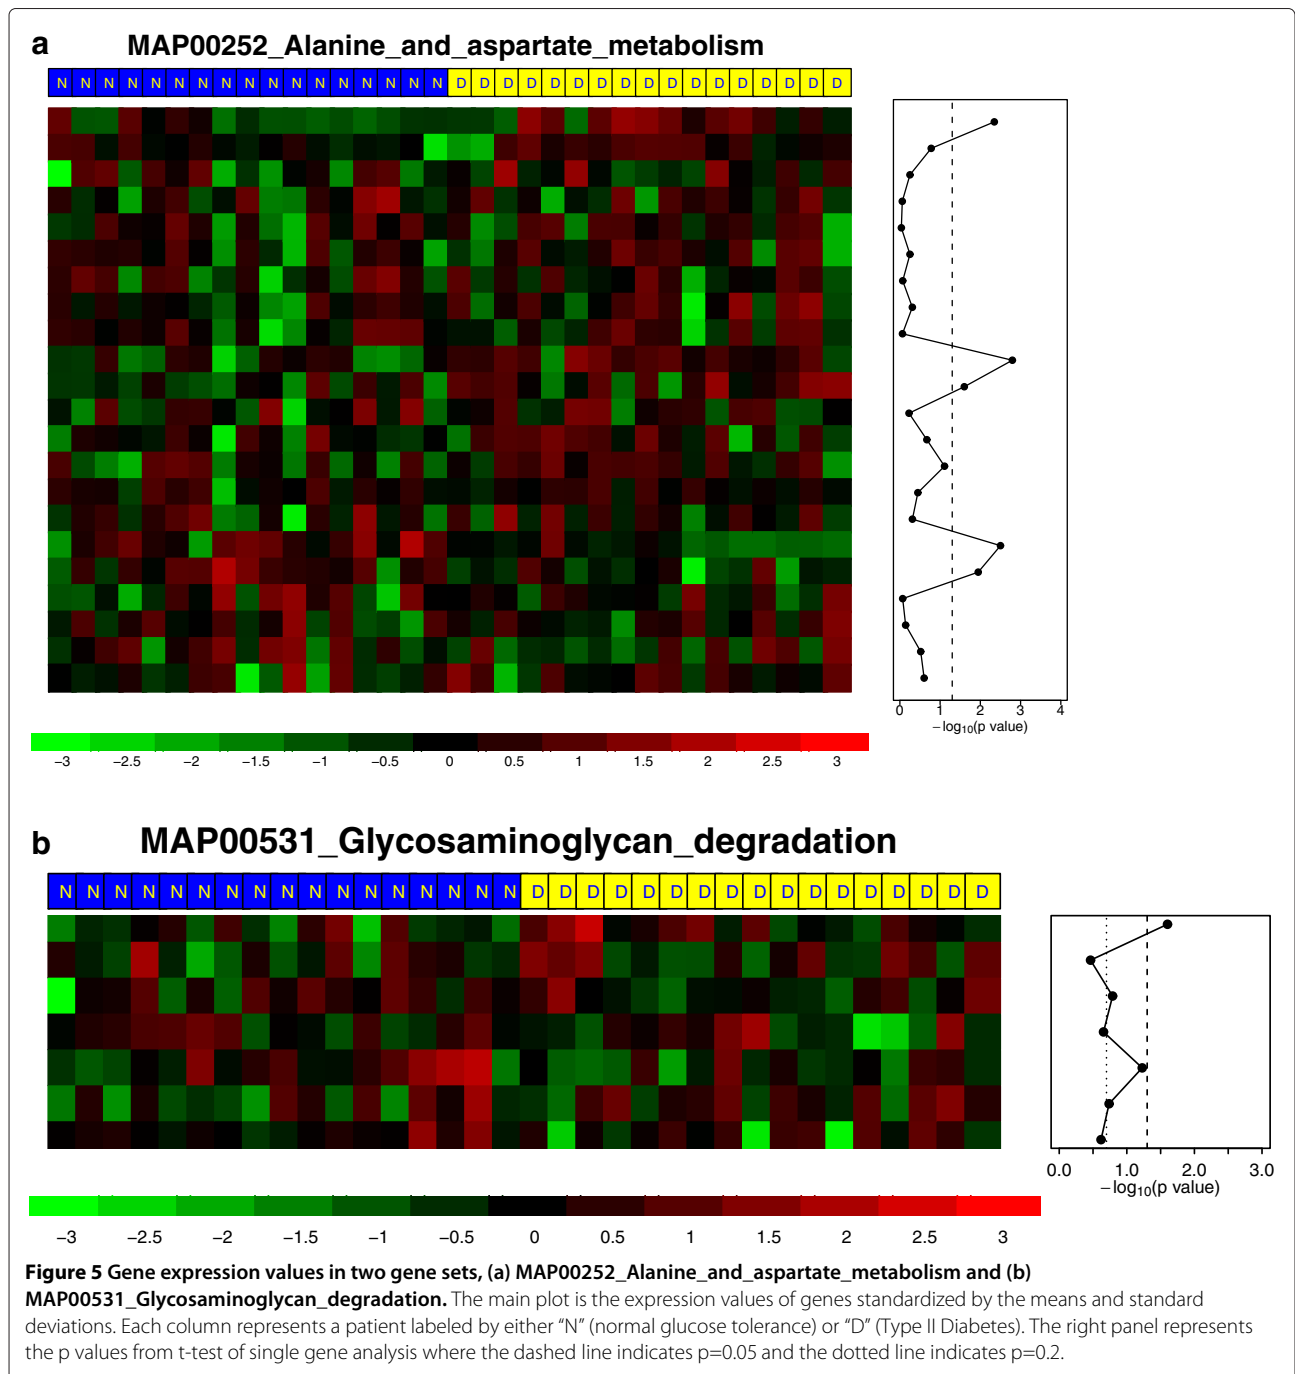 a MAP00252_Alanine_and_aspartate_metabolism
N N N N N N N N N N N N N N N N N D D D D D D D D D D D D D D D D D
0 1 2 3 4
−log10(p value)
−3 −2.5 −2 −1.5 −1 −0.5 0 0.5 1 1.5 2 2.5 3
b MAP00531_Glycosaminoglycan_degradation
N N N N N N N N N N N N N N N N N D D D D D D D D D D D D D D D D D
0.0 1.0 2.0 3.0
−log10(p value)
−3 −2.5 −2 −1.5 −1 −0.5 0 0.5 1 1.5 2 2.5 3
Figure 5 Gene expression values in two gene sets, (a) MAP00252_Alanine_and_aspartate_metabolism and (b)
MAP00531_Glycosaminoglycan_degradation. The main plot is the expression values of genes standardized by the means and standard
deviations. Each column represents a patient labeled by either “N” (normal glucose tolerance) or “D” (Type II Diabetes). The right panel represents
the p values from t-test of single gene analysis where the dashed line indicates p=0.05 and the dotted line indicates p=0.2.